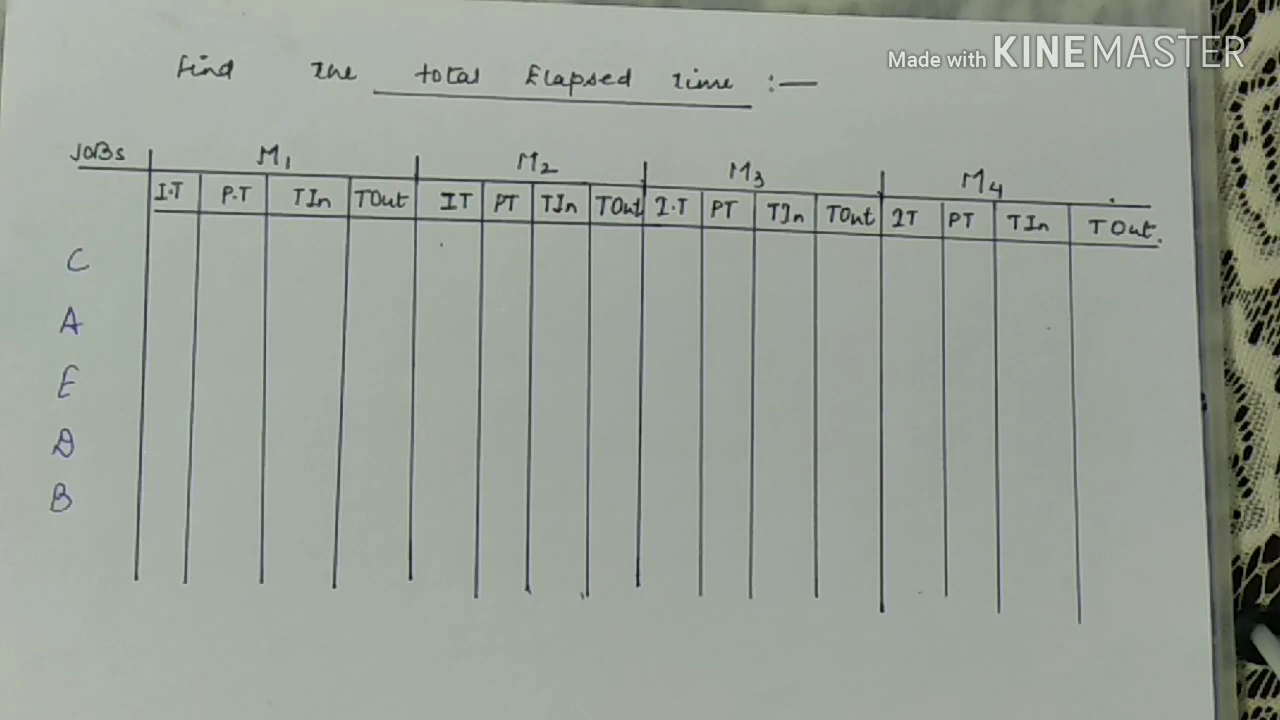 Made with KINEMASTER
Find the total Elapsed time :—
JOBs M1 M2 M3 M4
I.T P.T TIn TOut IT PT TIn TOut I.T PT TIn TOut IT PT TIn TOut.
C
A
E
D
B